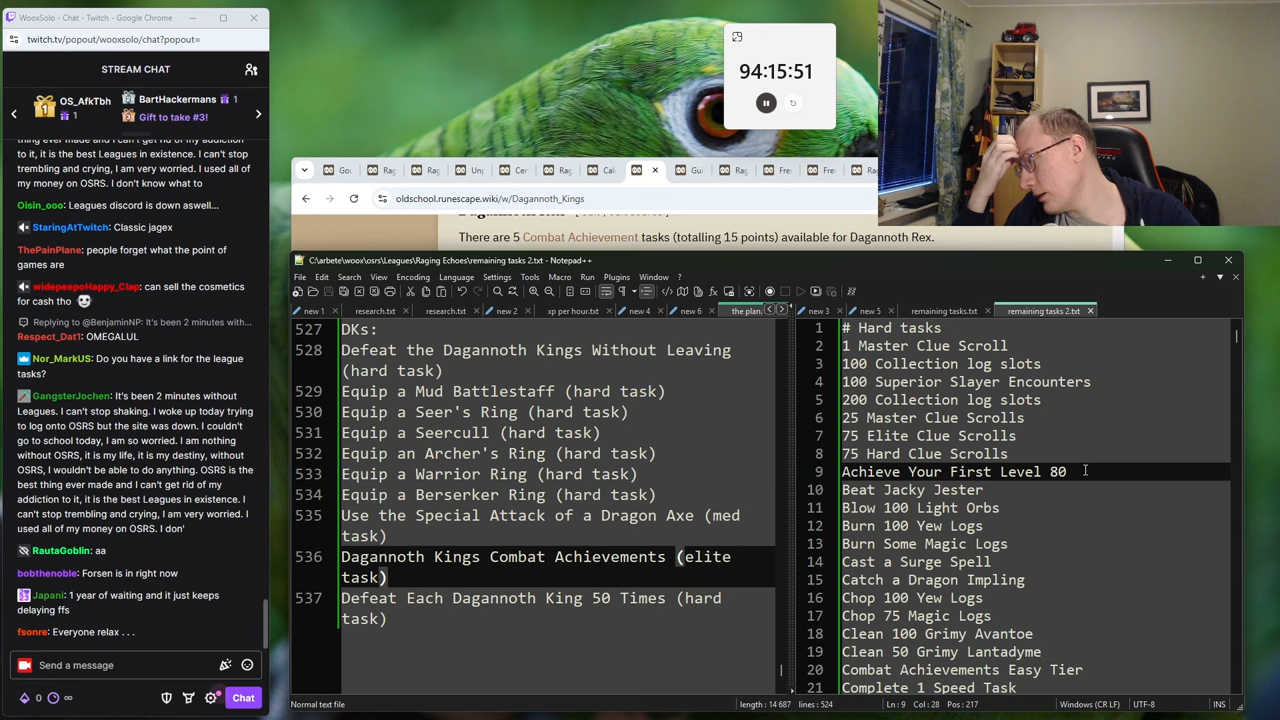 WooxSolo - Chat - Twitch - Google Chrome
twitch.tv/popout/wooxsolo/chat?popout=
STREAM CHAT
OS_AfkTbh
1
BartHackermans 1
Gift to take #3!
thing ever made and I can't get rid of my addiction
to it, it is the best Leagues in existence. I can't stop
trembling and crying, I am very worried. I used all of
my money on OSRS. I don't know what to
Oisin_ooo: Leagues discord is down aswell...
StaringAtTwitch: Classic jagex
ThePainPlane: people forget what the point of
games are
widepeepoHappy_Clap: can sell the cosmetics
for cash tho
Replying to @BenjaminNP: It's been 2 minutes with...
Respect_Dat1: OMEGALUL
Nor_MarkUS: Do you have a link for the league
tasks?
GangsterJochen: It's been 2 minutes without
Leagues. I can't stop shaking. I woke up today trying
to log onto OSRS but the site was down. I couldn't
go to school today, I am so worried. I am nothing
without OSRS, it is my life, it is my destiny, without
OSRS, I wouldn't be able to do anything. OSRS is the
best thing ever made and I can't get rid of my
addiction to it, it is the best Leagues in existence. I
can't stop trembling and crying, I am very worried. I
used all of my money on OSRS. I don'
RautaGoblin: aa
bobthenoble: Forsen is in right now
Japani: 1 year of waiting and it just keeps
delaying ffs
fsonre: Everyone relax . . .
Send a message
0 ∞
Chat
94:15:51
Rag
Rag
Cer
Rag
Cal
Gui
Rag
Fre
Fre
oldschool.runescape.wiki/w/Dagannoth_Kings
There are 5 Combat Achievement tasks (totalling 15 points) available for Dagannoth Rex.
C:\arbete\woox\osrs\Leagues\Raging Echoes\remaining tasks 2.txt - Notepad++
File Edit Search View Encoding Language Settings Tools Macro Run Plugins Window ?
new 1 research.txt research.txt new 2 xp per hour.txt new 4 new 6 the plan. new 3 new 5 remaining tasks.txt remaining tasks 2.txt
527 DKs:
528 Defeat the Dagannoth Kings Without Leaving
(hard task)
529 Equip a Mud Battlestaff (hard task)
530 Equip a Seer's Ring (hard task)
531 Equip a Seercull (hard task)
532 Equip an Archer's Ring (hard task)
533 Equip a Warrior Ring (hard task)
534 Equip a Berserker Ring (hard task)
535 Use the Special Attack of a Dragon Axe (med
task)
536 Dagannoth Kings Combat Achievements (elite
task)
537 Defeat Each Dagannoth King 50 Times (hard
task)
1 # Hard tasks
2 1 Master Clue Scroll
3 100 Collection log slots
4 100 Superior Slayer Encounters
5 200 Collection log slots
6 25 Master Clue Scrolls
7 75 Elite Clue Scrolls
8 75 Hard Clue Scrolls
9 Achieve Your First Level 80
10 Beat Jacky Jester
11 Blow 100 Light Orbs
12 Burn 100 Yew Logs
13 Burn Some Magic Logs
14 Cast a Surge Spell
15 Catch a Dragon Impling
16 Chop 100 Yew Logs
17 Chop 75 Magic Logs
18 Clean 100 Grimy Avantoe
19 Clean 50 Grimy Lantadyme
20 Combat Achievements Easy Tier
21 Complete 1 Speed Task
Normal text file
length : 14 687 lines : 524
Ln : 9 Col : 28 Pos : 217
Windows (CR LF)
UTF-8
INS